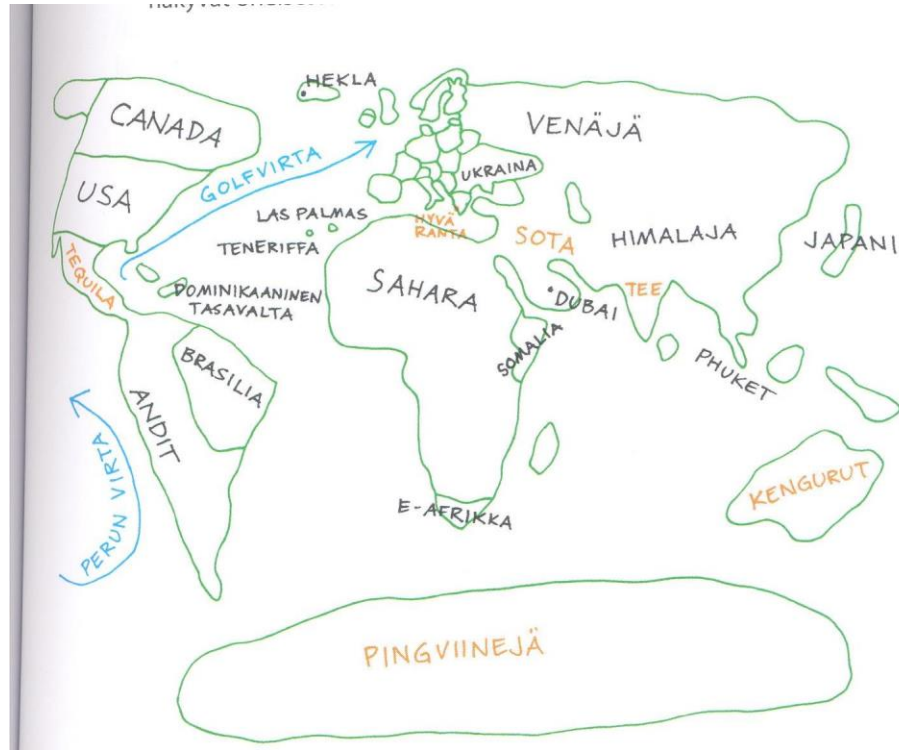 HEKLA
CANADA
VENÄJÄ
GOLFVIRTA
UKRAINA
USA
LAS PALMAS
HYVÄ
RANTA
TENERIFFA
SOTA
HIMALAJA
JAPANI
TEQUILA
SAHARA
DOMINIKAANINEN
TASAVALTA
DUBAI
TEE
SOMALIA
BRASILIA
PHUKET
ANDIT
PERUN VIRTA
KENGURUT
E-AFRIKKA
PINGVIINEJÄ